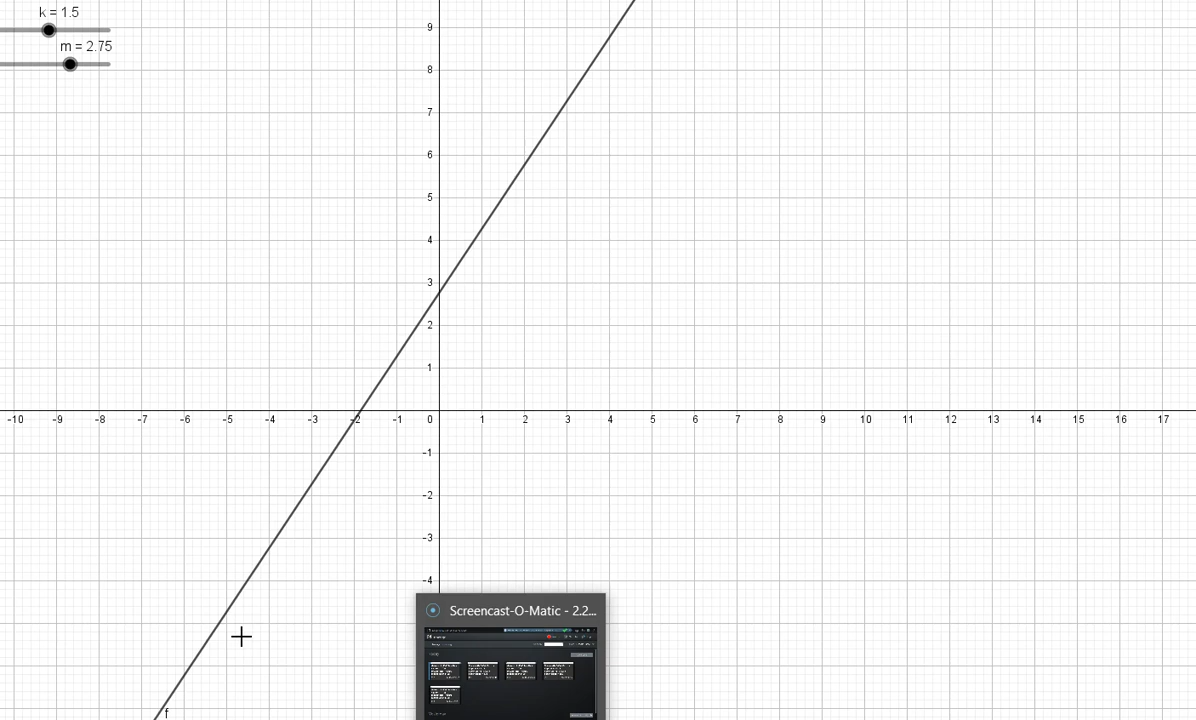 k = 1.5
m = 2.75
9
8
7
6
5
4
3
2
1
-10 -9 -8 -7 -6 -5 -4 -3 -2 -1 0 1 2 3 4 5 6 7 8 9 10 11 12 13 14 15 16 17
-1
-2
-3
-4
Screencast-O-Matic - 2.2...
f